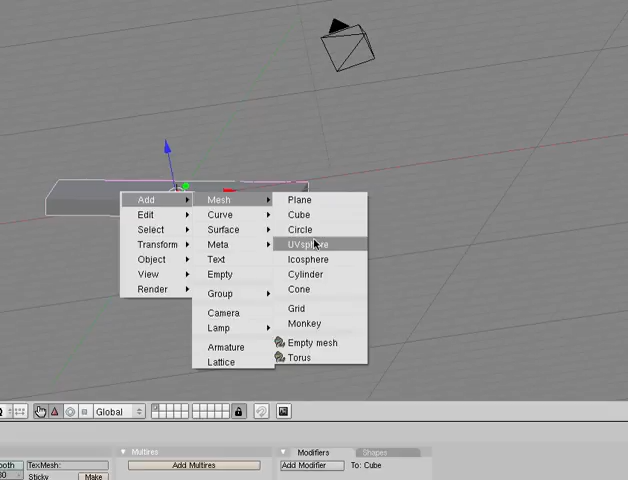 Add Mesh Plane
Edit Curve Cube
Select Surface Circle
Transform Meta UVsphere
Object Text Icosphere
View Empty Cylinder
Render Group Cone
Camera Grid
Lamp Monkey
Armature Empty mesh
Lattice Torus
Global
Multires Modifiers Shapes
ooth TexMesh: Add Multires Add Modifier To: Cube
30 Sticky Make